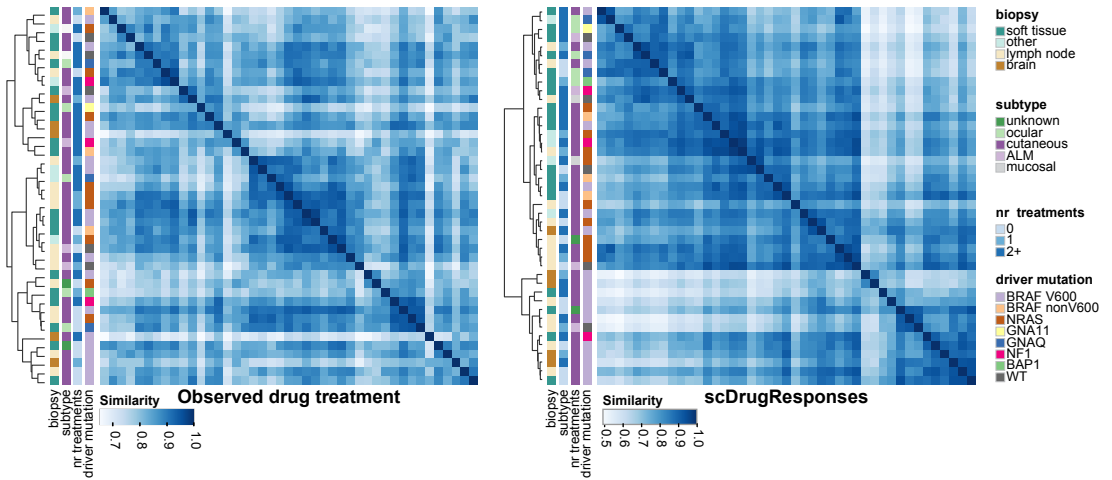 biopsy
soft tissue
other
lymph node
brain
subtype
unknown
ocular
cutaneous
ALM
mucosal
nr treatments
0
1
2+
driver mutation
BRAF V600
BRAF nonV600
NRAS
GNA11
GNAQ
NF1
BAP1
WT
biopsy
subtype
nr treatments
driver mutation
Observed drug treatment
Similarity
0.7
0.8
0.9
1.0
biopsy
subtype
nr treatments
driver mutation
scDrugResponses
Similarity
0.5
0.6
0.7
0.8
0.9
1.0